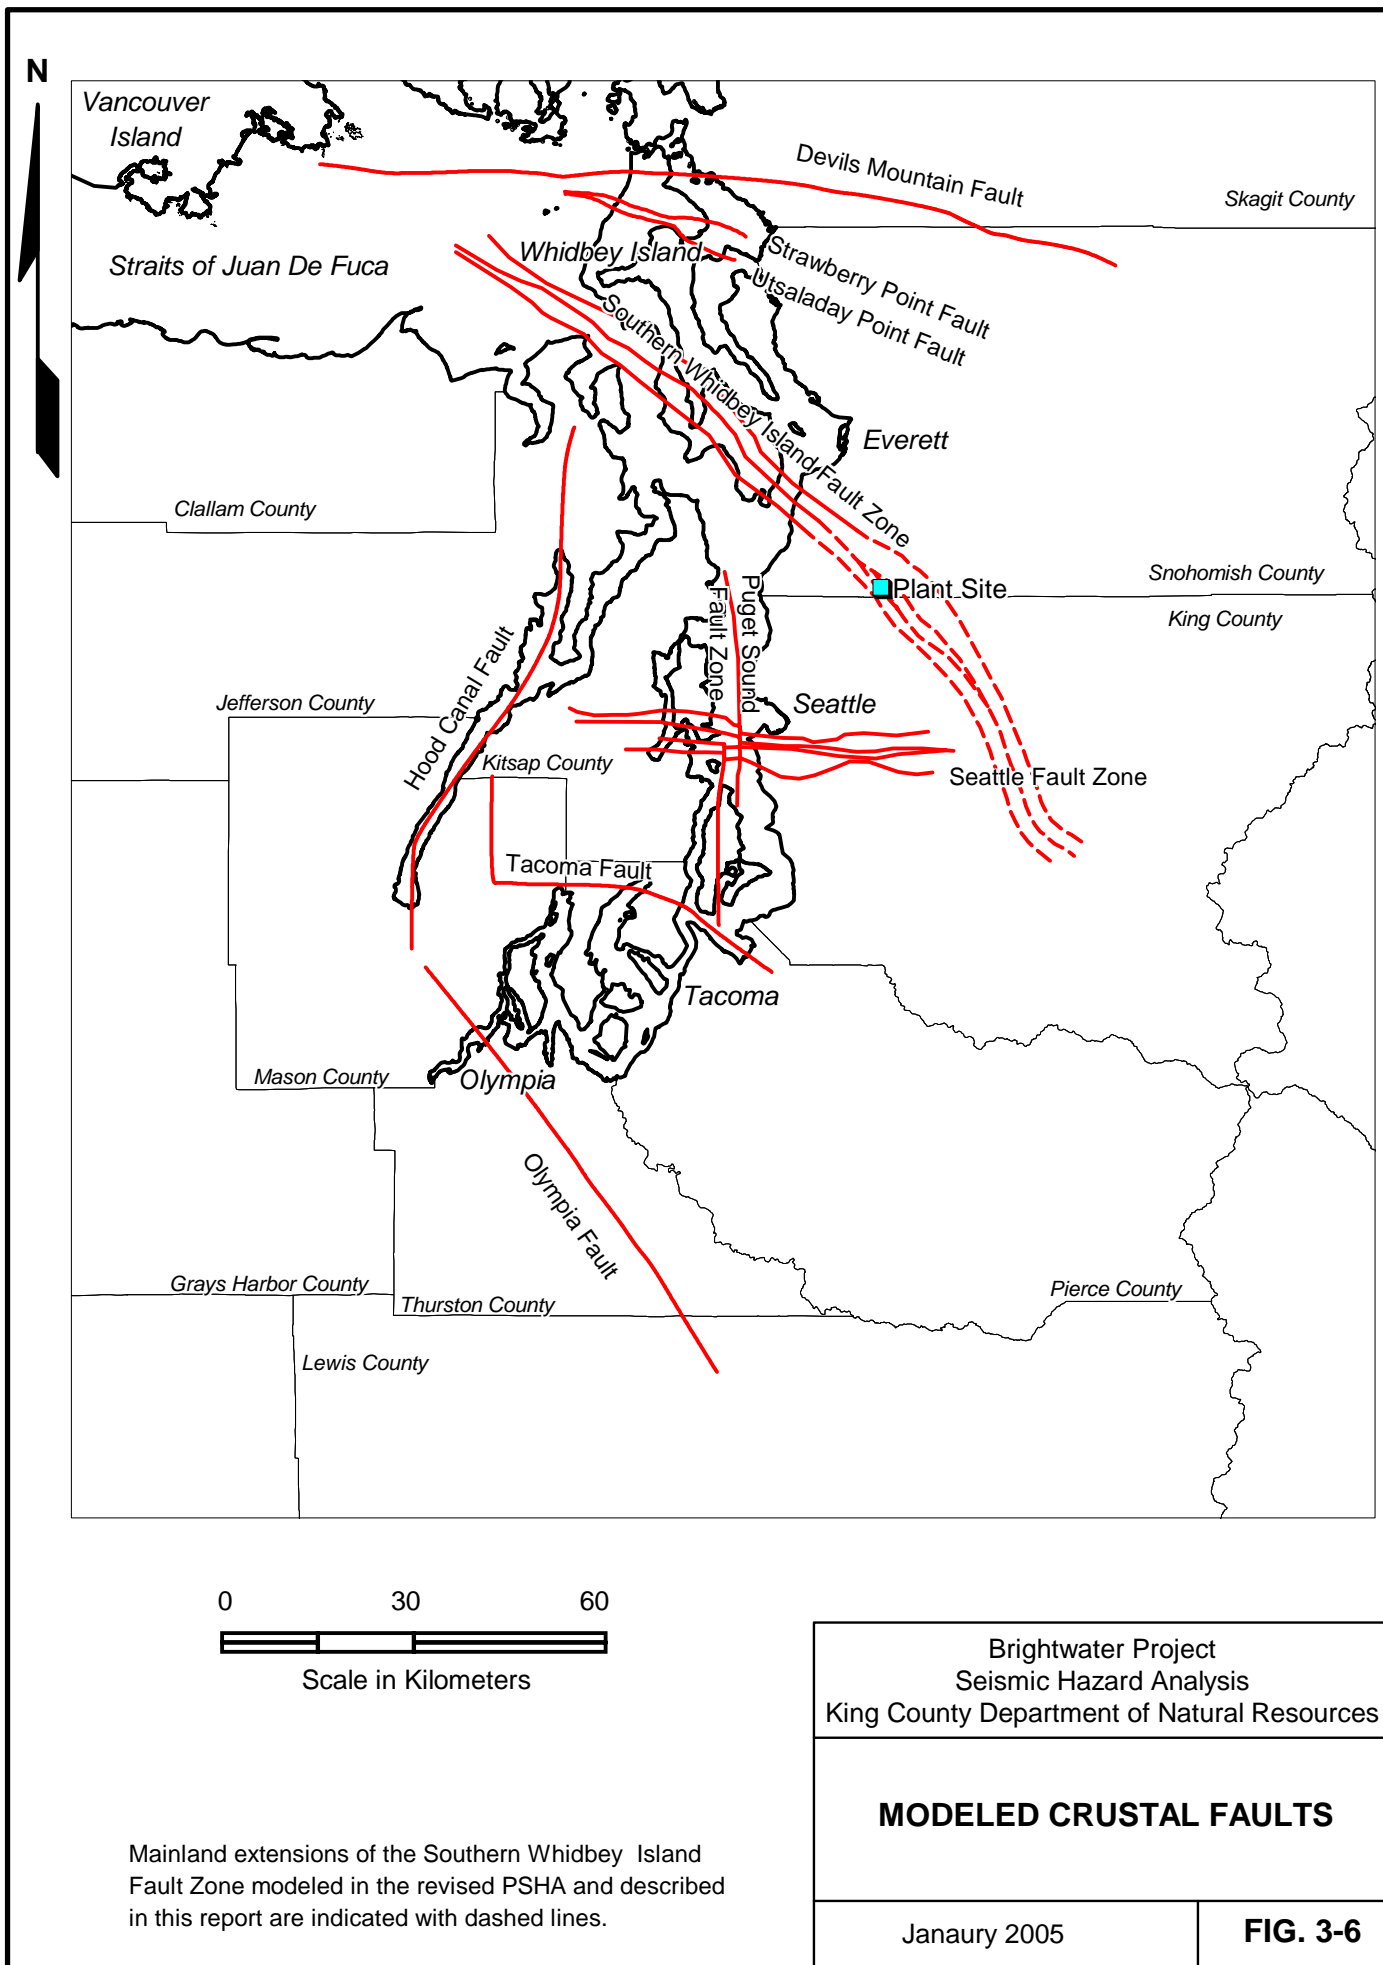 N
Vancouver
Island
Devils Mountain Fault
Skagit County
Straits of Juan De Fuca
Whidbey Island
Strawberry Point Fault
Utsaladay Point Fault
Southern Whidbey Island Fault Zone
Everett
Clallam County
Snohomish County
Plant Site
King County
Puget Sound
Fault Zone
Hood Canal Fault
Jefferson County
Seattle
Kitsap County
Seattle Fault Zone
Tacoma Fault
Tacoma
Mason County
Olympia
Olympia Fault
Grays Harbor County
Thurston County
Pierce County
Lewis County
0 30 60
Scale in Kilometers
Brightwater Project
Seismic Hazard Analysis
King County Department of Natural Resources
MODELED CRUSTAL FAULTS
Mainland extensions of the Southern Whidbey Island
Fault Zone modeled in the revised PSHA and described
in this report are indicated with dashed lines.
Janaury 2005
FIG. 3-6